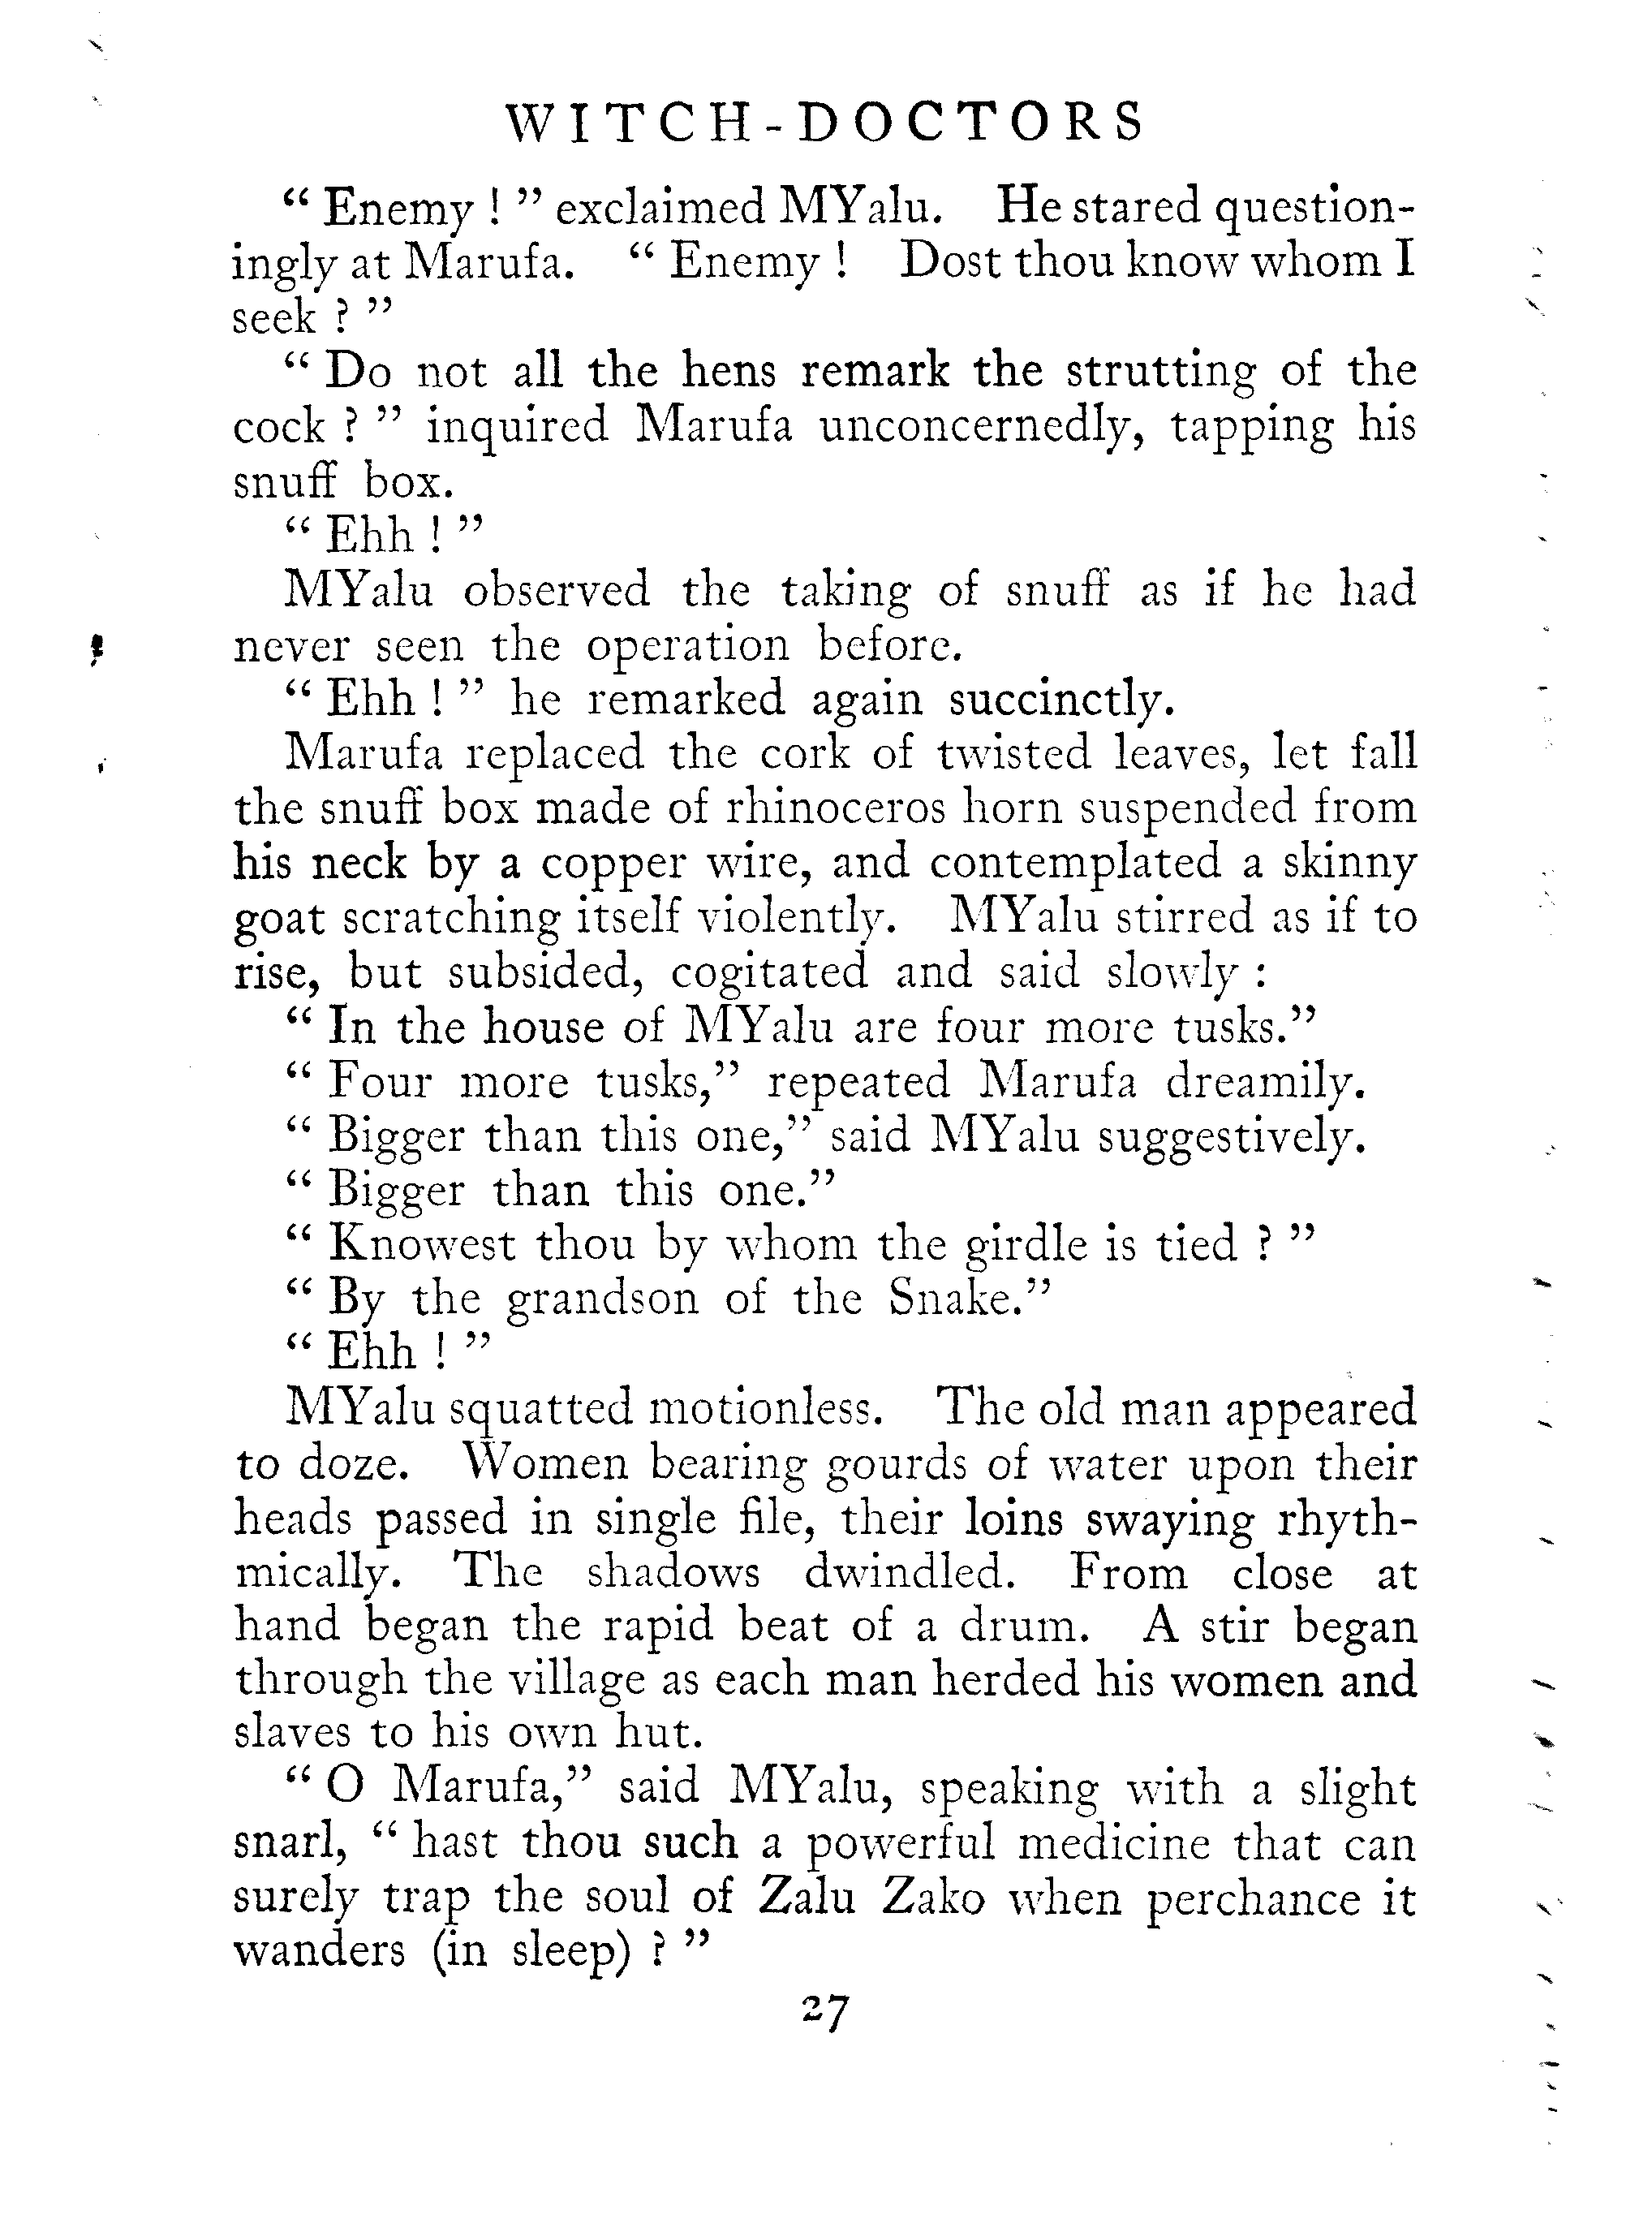 WITCH-DOCTORS
“ Enemy ! ” exclaimed MYalu. He stared question-
ingly at Marufa. “ Enemy ! Dost thou know whom I
seek ? ”
“ Do not all the hens remark the strutting of the
cock ? ” inquired Marufa unconcernedly, tapping his
snuff box.
“ Ehh ! ”
MYalu observed the taking of snuff as if he had
never seen the operation before.
“ Ehh ! ” he remarked again succinctly.
Marufa replaced the cork of twisted leaves, let fall
the snuff box made of rhinoceros horn suspended from
his neck by a copper wire, and contemplated a skinny
goat scratching itself violently. MYalu stirred as if to
rise, but subsided, cogitated and said slowly :
“ In the house of MYalu are four more tusks.”
“ Four more tusks,” repeated Marufa dreamily.
“ Bigger than this one,” said MYalu suggestively.
“ Bigger than this one.”
“ Knowest thou by whom the girdle is tied ? ”
“ By the grandson of the Snake.”
“ Ehh ! ”
MYalu squatted motionless. The old man appeared
to doze. Women bearing gourds of water upon their
heads passed in single file, their loins swaying rhyth-
mically. The shadows dwindled. From close at
hand began the rapid beat of a drum. A stir began
through the village as each man herded his women and
slaves to his own hut.
“ O Marufa,” said MYalu, speaking with a slight
snarl, “ hast thou such a powerful medicine that can
surely trap the soul of Zalu Zako when perchance it
wanders (in sleep) ? ”
27